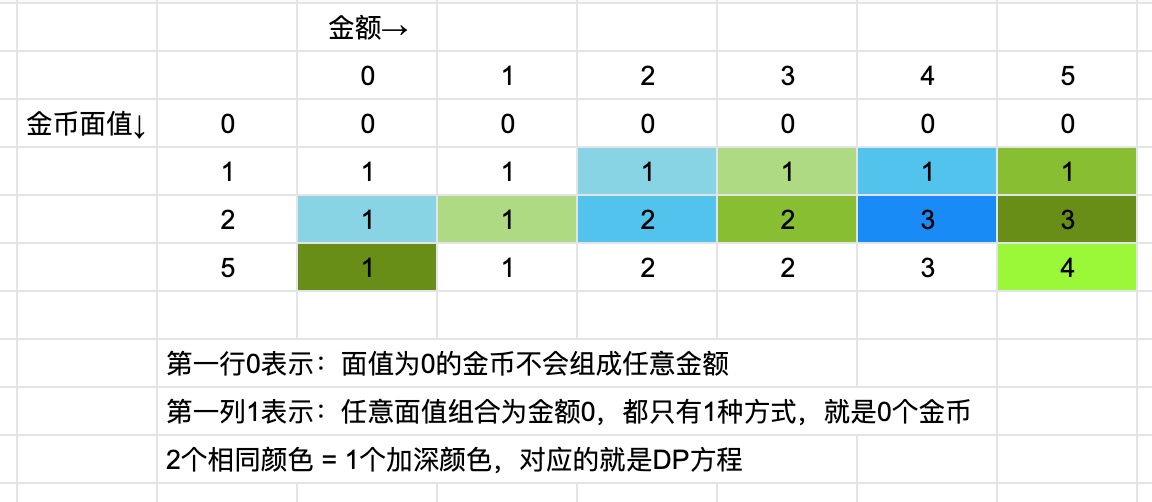 金额→
0 1 2 3 4 5
金币面值↓ 0 0 0 0 0 0 0
1 1 1 1 1 1 1
2 1 1 2 2 3 3
5 1 1 2 2 3 4
第一行0表示：面值为0的金币不会组成任意金额
第一列1表示：任意面值组合为金额0，都只有1种方式，就是0个金币
2个相同颜色 = 1个加深颜色，对应的就是DP方程